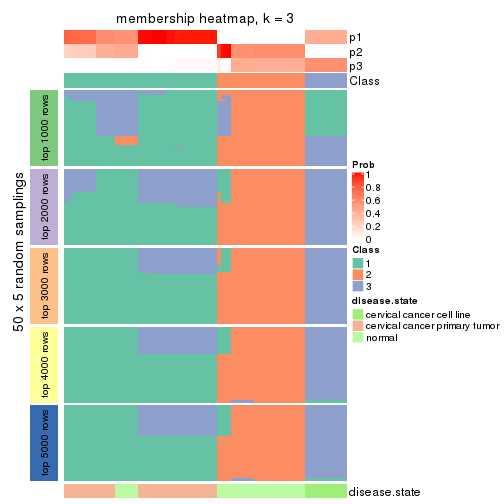 membership heatmap, k = 3
p1
p2
p3
Class
50 x 5 random samplings
top 1000 rows
top 2000 rows
top 3000 rows
top 4000 rows
top 5000 rows
Prob
1
0.8
0.6
0.4
0.2
0
Class
1
2
3
disease.state
cervical cancer cell line
cervical cancer primary tumor
normal
disease.state